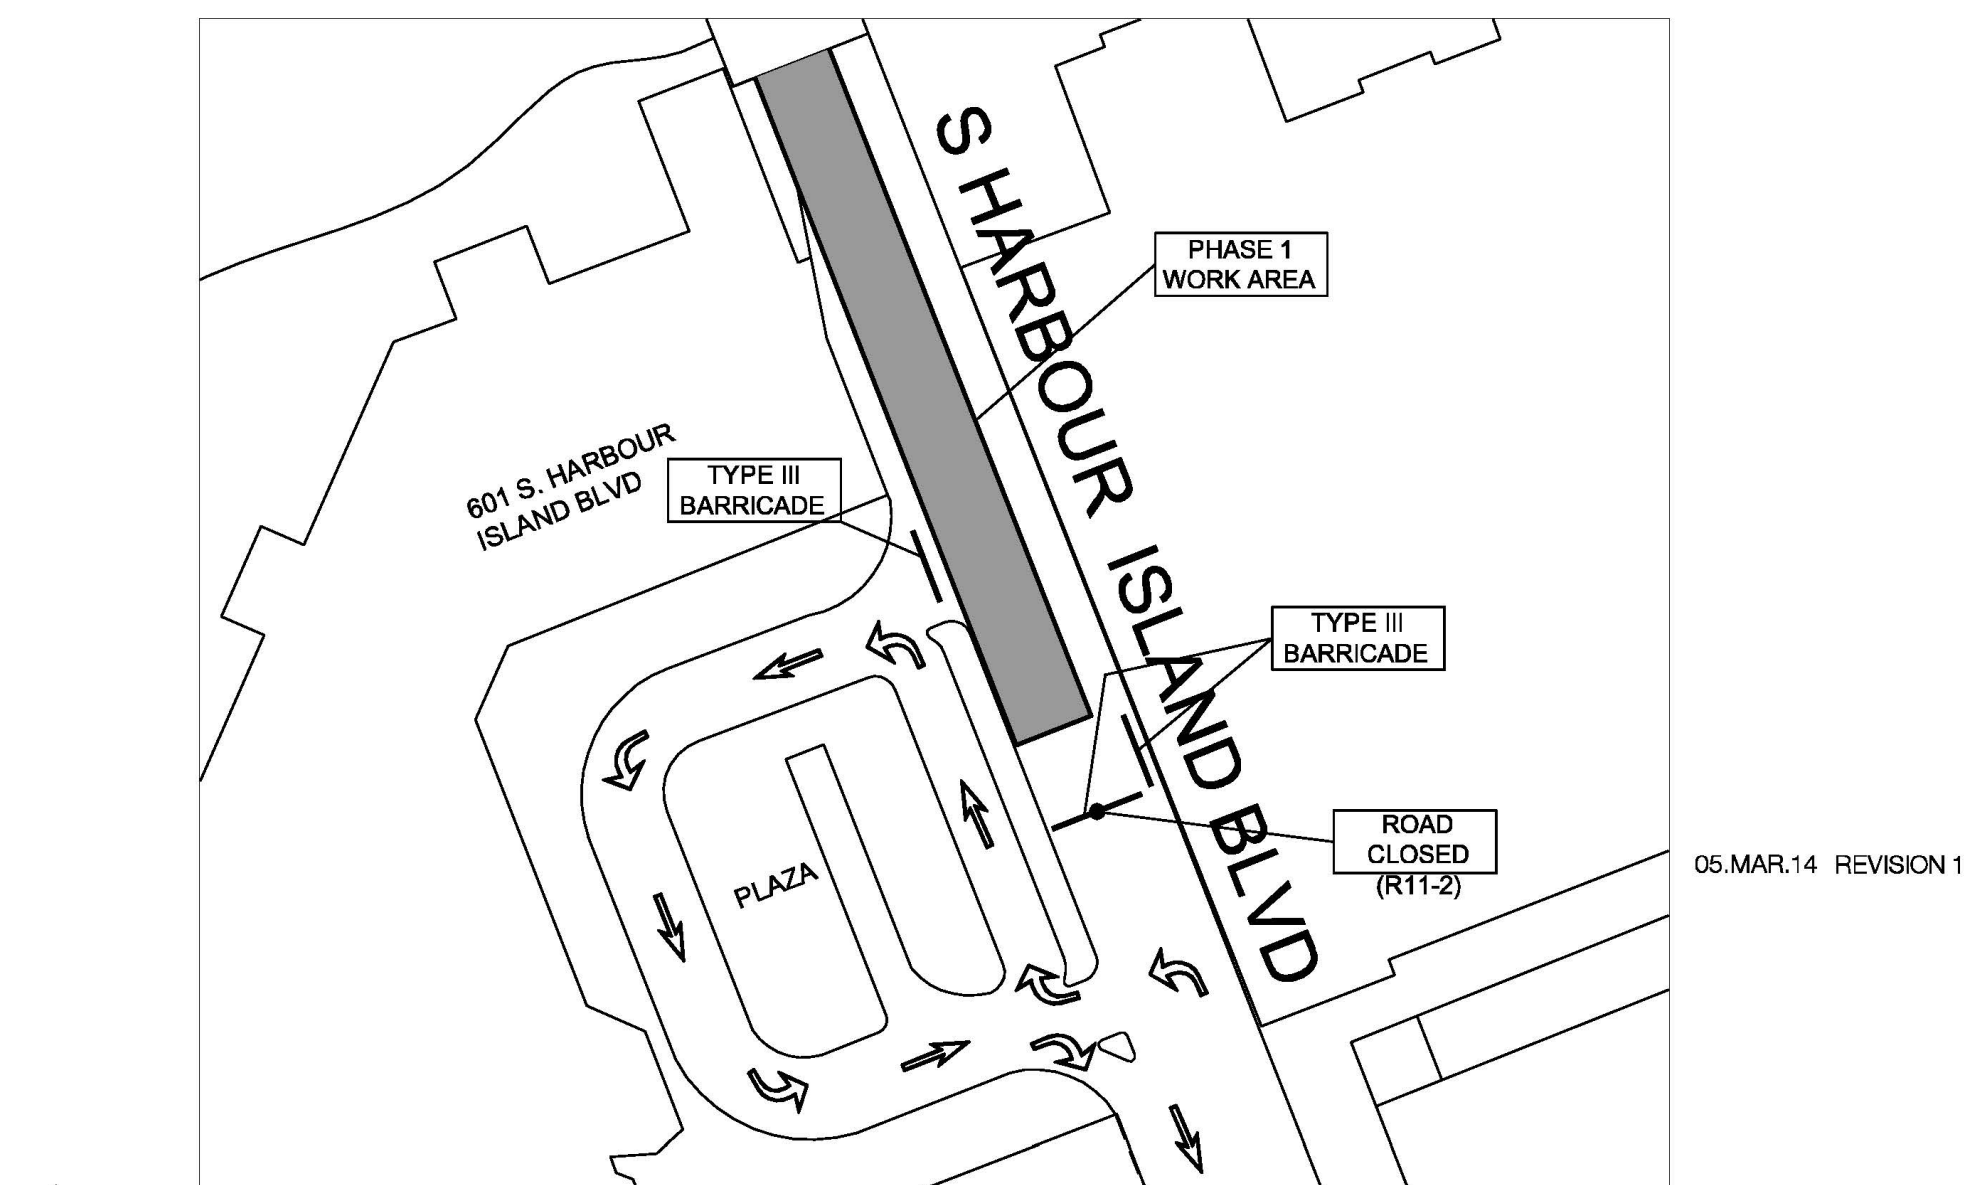 S HARBOUR ISLAND BLVD
PHASE 1
WORK AREA
601 S. HARBOUR
ISLAND BLVD
TYPE III
BARRICADE
TYPE III
BARRICADE
ROAD
CLOSED
(R11-2)
PLAZA
05.MAR.14 REVISION 1